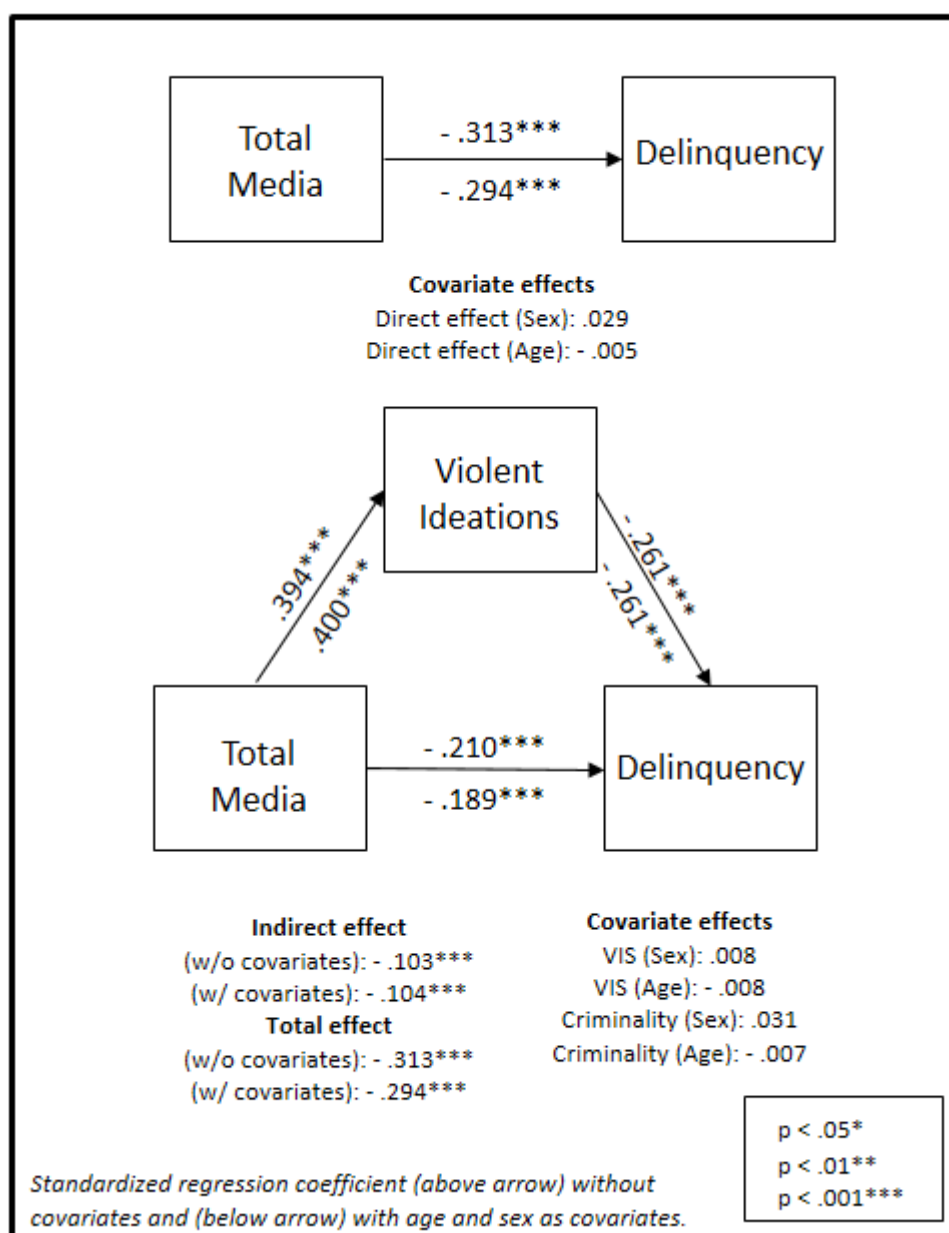 Total
Media
- .313***
- .294***
Delinquency
Covariate effects
Direct effect (Sex): .029
Direct effect (Age): - .005
Violent
Ideations
.394***
.400***
- .261***
- .261***
Total
Media
- .210***
- .189***
Delinquency
Indirect effect
(w/o covariates): - .103***
(w/ covariates): - .104***
Total effect
(w/o covariates): - .313***
(w/ covariates): - .294***
Covariate effects
VIS (Sex): .008
VIS (Age): - .008
Criminality (Sex): .031
Criminality (Age): - .007
p < .05*
p < .01**
p < .001***
Standardized regression coefficient (above arrow) without
covariates and (below arrow) with age and sex as covariates.